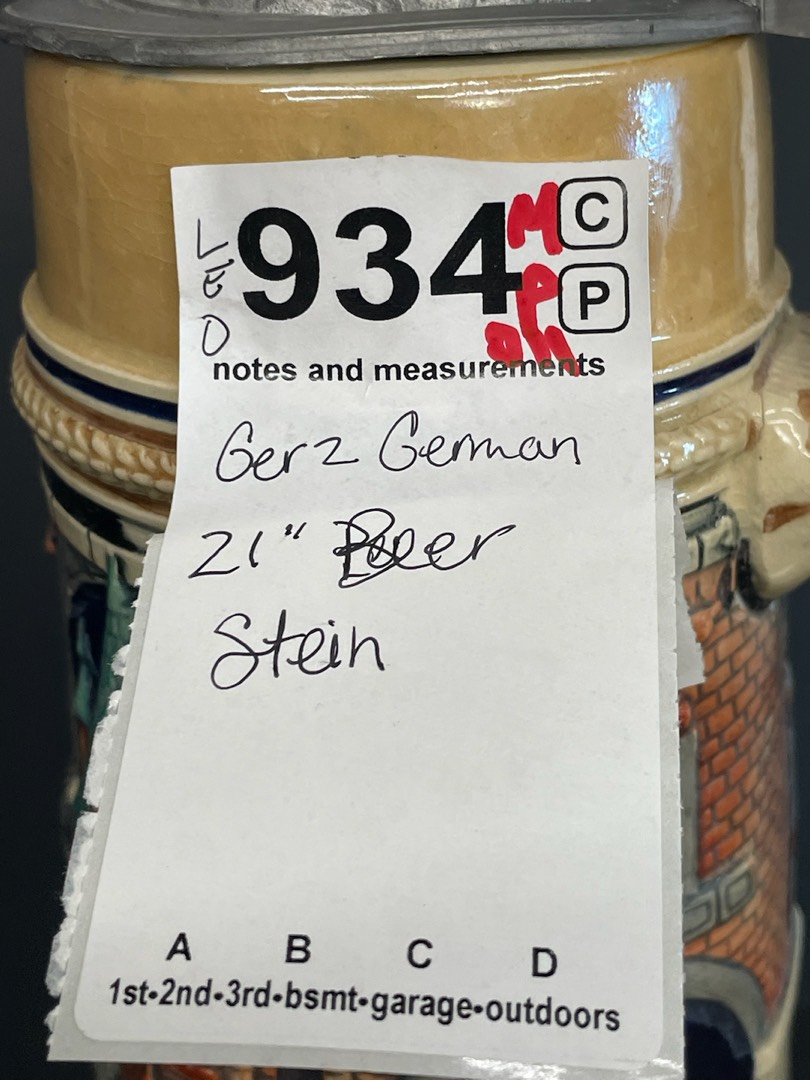 LEO
934
M
C
P
P
notes and measurements
Gerz German
21" Beer
Stein
A B C D
1st•2nd•3rd•bsmt•garage•outdoors